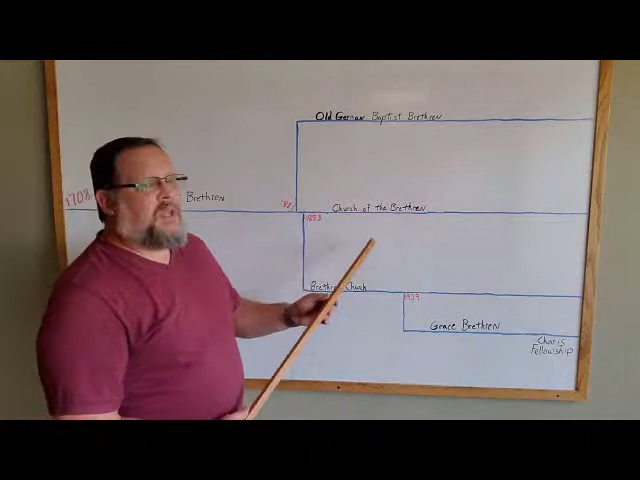 Old German Baptist Brethren
1708
Brethren
1881
Church of the Brethren
1883
Brethren Church
1939
Grace Brethren
Charis
Fellowship